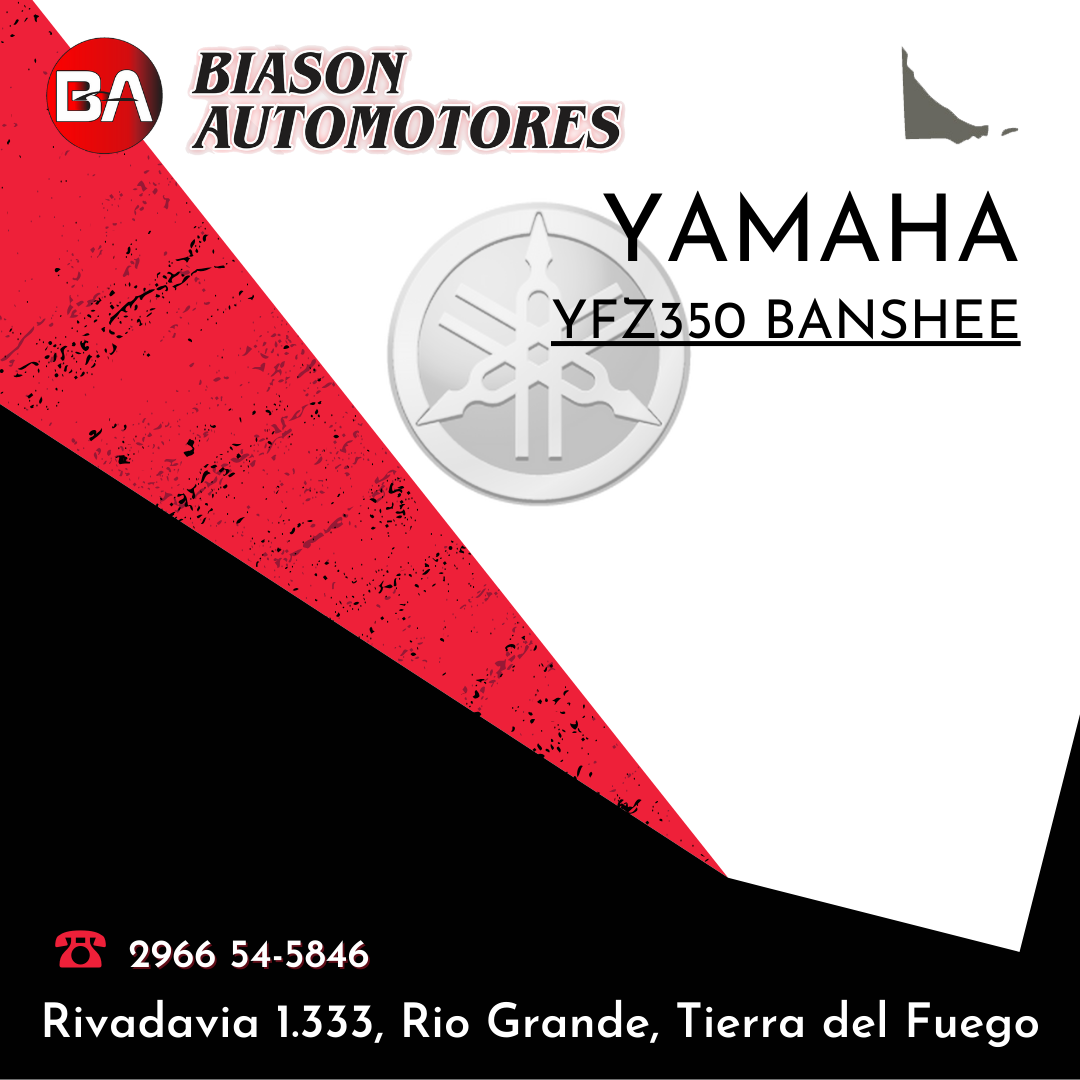 BA
BIASON
AUTOMOTORES
YAMAHA
YFZ350 BANSHEE
2966 54-5846
Rivadavia 1.333, Rio Grande, Tierra del Fuego